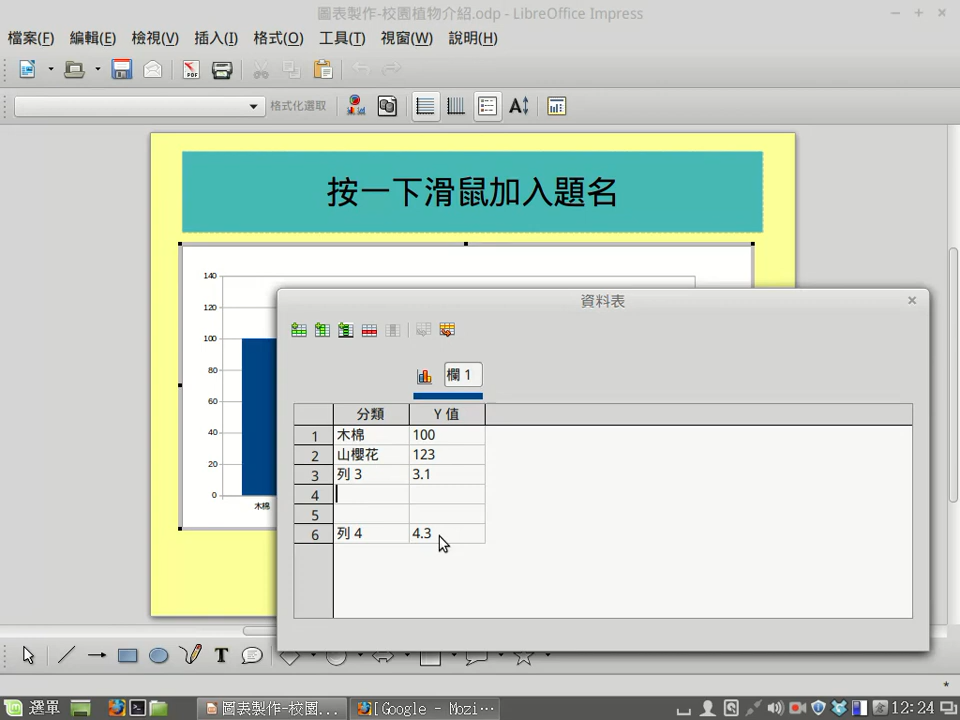 圖表製作-校園植物介紹.odp - LibreOffice Impress
檔案(F) 編輯(E) 檢視(V) 插入(I) 格式(O) 工具(T) 視窗(W) 說明(H)
格式化選取
按一下滑鼠加入題名
140
120
100
80
60
40
20
0
木棉
資料表
欄 1
分類 Y 值
1 木棉 100
2 山櫻花 123
3 列 3 3.1
4
5
6 列 4 4.3
選單 圖表製作-校園... [Google - Mozi... 12:24